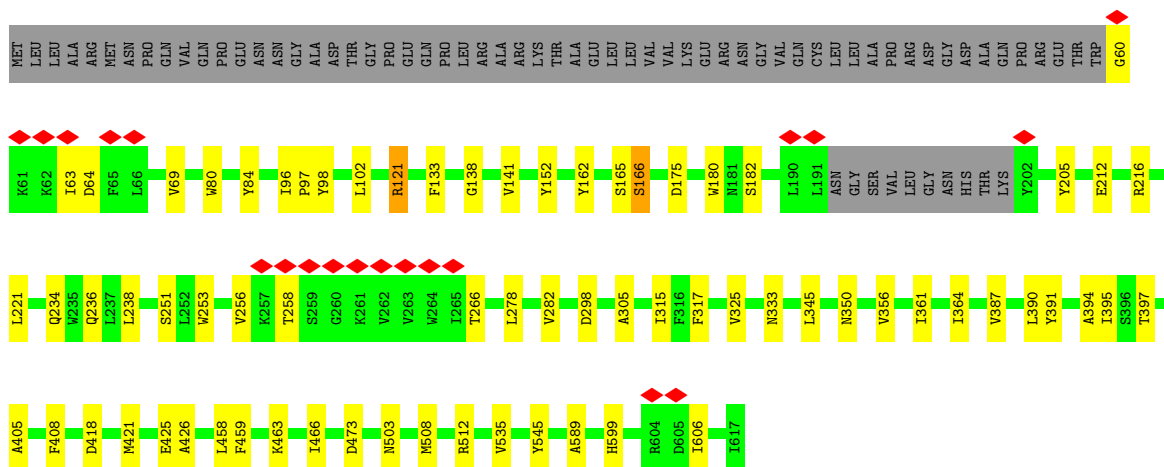 MET LEU LEU ALA ARG MET ASN PRO GLN VAL GLN PRO GLU ASN ASN GLY ALA ASP THR GLY PRO GLU GLN PRO LEU ARG ALA ARG LYS THR ALA GLU LEU LEU VAL VAL LYS GLU ARG ASN GLY VAL GLN CYS LEU LEU ALA PRO ARG ASP GLY ASP ALA GLN PRO ARG GLU THR TRP G60
K61 K62 I63 D64 F65 L66 V69 W80 Y84 I96 P97 Y98 L102 R121 F133 G138 V141 Y152 Y162 S165 S166 D175 W180 N181 S182 L190 L191 ASN GLY SER VAL LEU GLY ASN HIS THR LYS Y202 Y205 E212 R216
L221 Q234 W235 Q236 L237 L238 S251 L252 W253 V256 K257 T258 S259 G260 K261 V262 V263 W264 I265 T266 L278 V282 D298 A305 I315 F316 F317 V325 N333 L345 N350 V356 I361 I364 V387 L390 Y391 A394 I395 S396 T397
A405 F408 D418 M421 E425 A426 L458 F459 K463 I466 D473 N503 M508 R512 V535 Y545 A589 H599 R604 D605 I606 I617